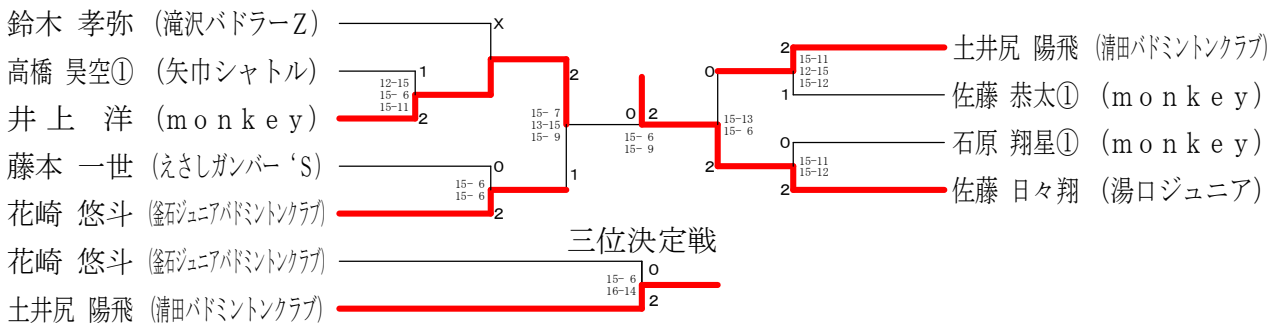 鈴木 孝弥 (滝沢バドラーZ)
高橋 昊空① (矢巾シャトル)
井上 洋 (monkey)
藤本 一世 (えさしガンバー‘S)
花崎 悠斗 (釜石ジュニアバドミントンクラブ)
x
1
12-15
15- 6
15-11
2
0
15- 6
15- 6
2
2
15- 7
13-15
15- 9
1
0 2
15- 6
15- 9
0
15-13
15- 6
2
2
15-11
12-15
15-12
1
0
15-11
15-12
2
土井尻 陽飛 (清田バドミントンクラブ)
佐藤 恭太① (monkey)
石原 翔星① (monkey)
佐藤 日々翔 (湯口ジュニア)
三位決定戦
花崎 悠斗 (釜石ジュニアバドミントンクラブ)
土井尻 陽飛 (清田バドミントンクラブ)
0
15- 6
16-14
2